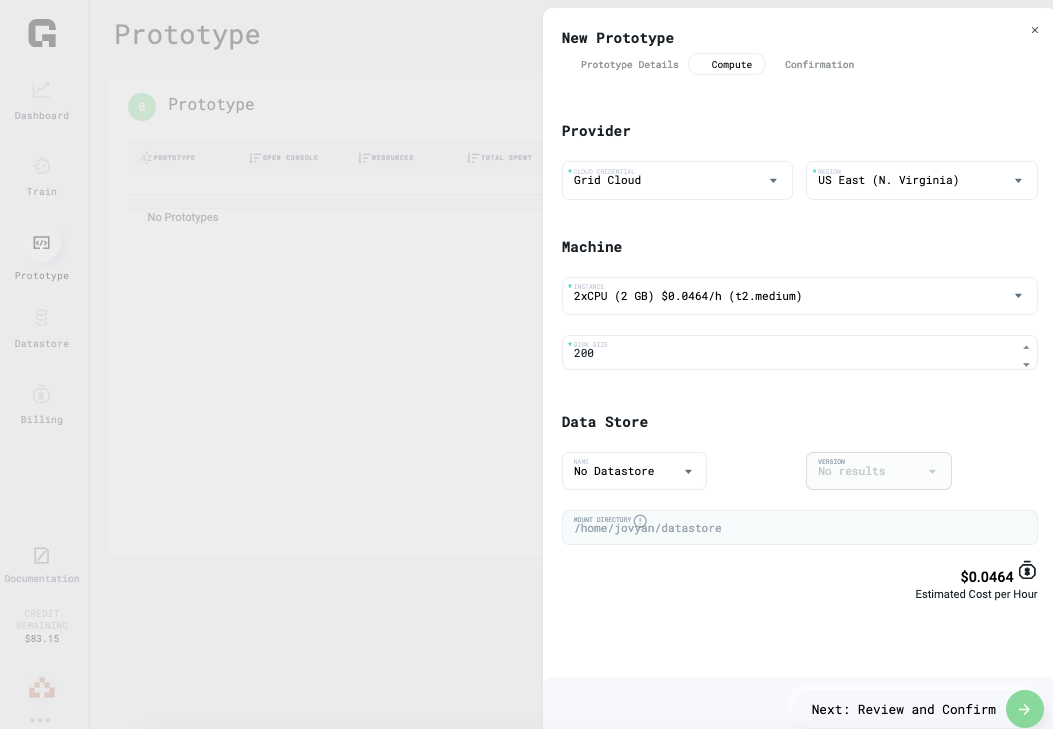 Prototype
Dashboard
Train
Prototype
Datastore
Billing
Documentation
CREDIT
REMAINING
$83.15
0 Prototype
PROTOTYPE OPEN CONSOLE RESOURCES TOTAL SPENT
No Prototypes
New Prototype
Prototype Details Compute Confirmation
Provider
* CLOUD CREDENTIAL
Grid Cloud
* REGION
US East (N. Virginia)
Machine
* INSTANCE
2xCPU (2 GB) $0.0464/h (t2.medium)
* DISK SIZE
200
Data Store
NAME
No Datastore
VERSION
No results
MOUNT DIRECTORY
/home/jovyan/datastore
$0.0464
Estimated Cost per Hour
Next: Review and Confirm